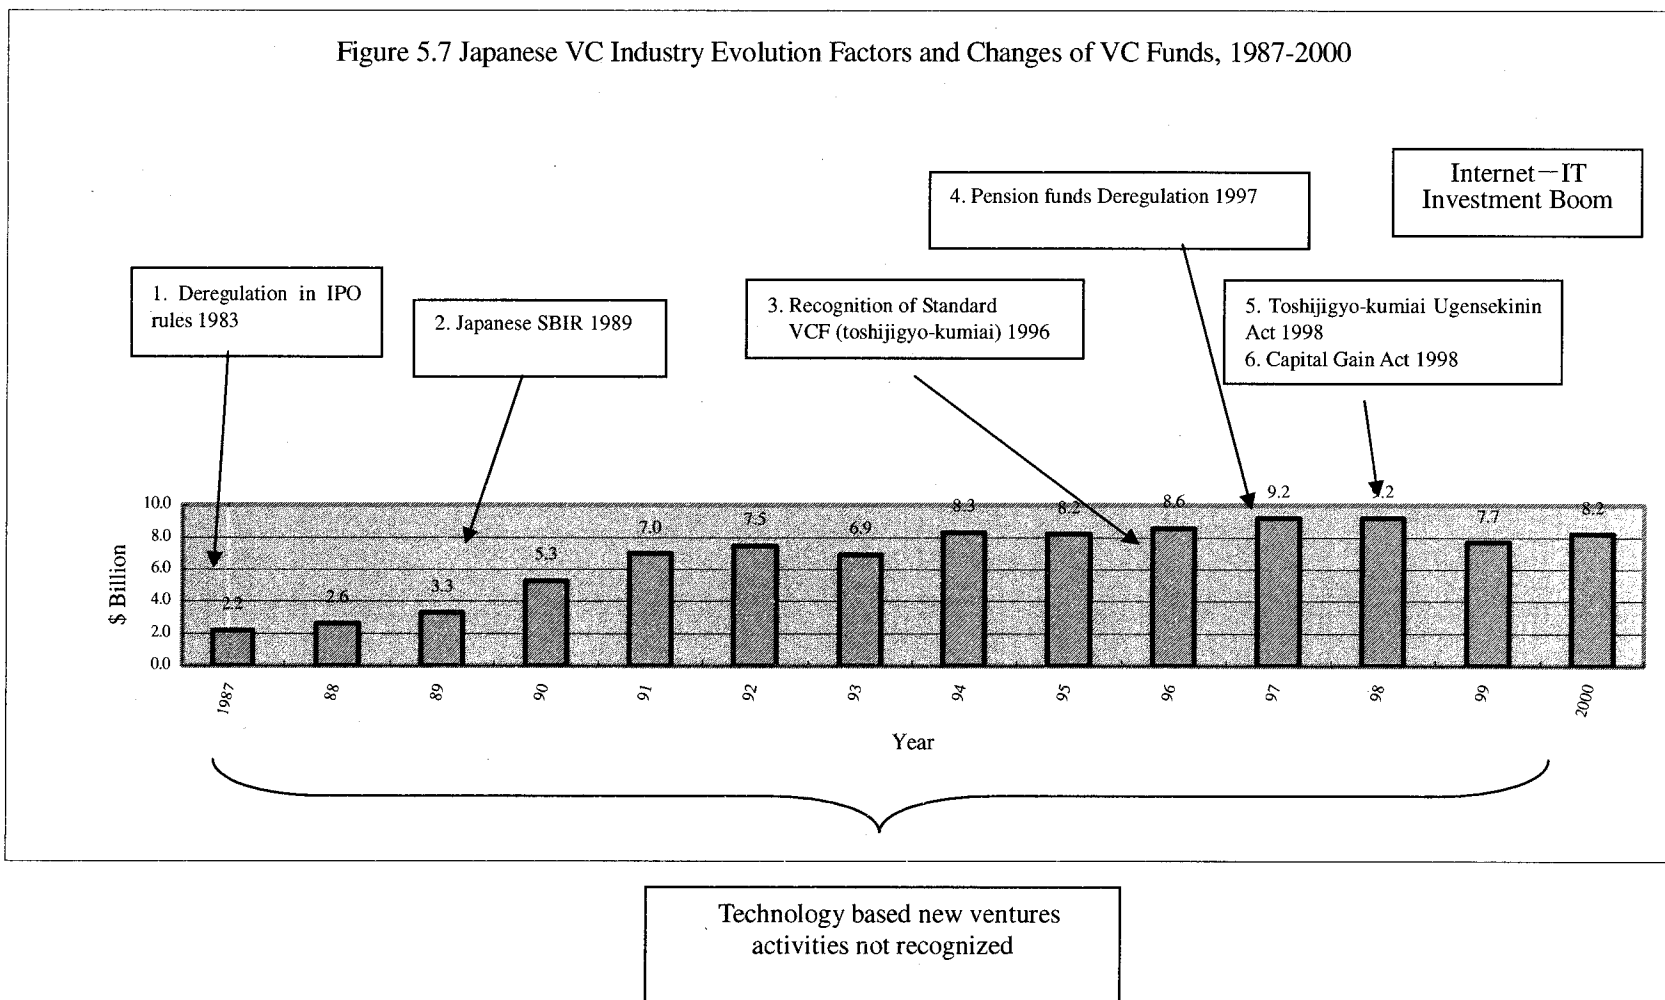 Figure 5.7 Japanese VC Industry Evolution Factors and Changes of VC Funds, 1987-2000
Internet—IT
Investment Boom
4. Pension funds Deregulation 1997
1. Deregulation in IPO
rules 1983
2. Japanese SBIR 1989
3. Recognition of Standard
VCF (toshijigyo-kumiai) 1996
5. Toshijigyo-kumiai Ugensekinin
Act 1998
6. Capital Gain Act 1998
$ Billion
10.0
8.0
6.0
4.0
2.0
0.0
2.2
2.6
3.3
5.3
7.0
7.5
6.9
8.3
8.2
8.6
9.2
9.2
7.7
8.2
1987
88
89
90
91
92
93
94
95
96
97
98
99
2000
Year
Technology based new ventures
activities not recognized